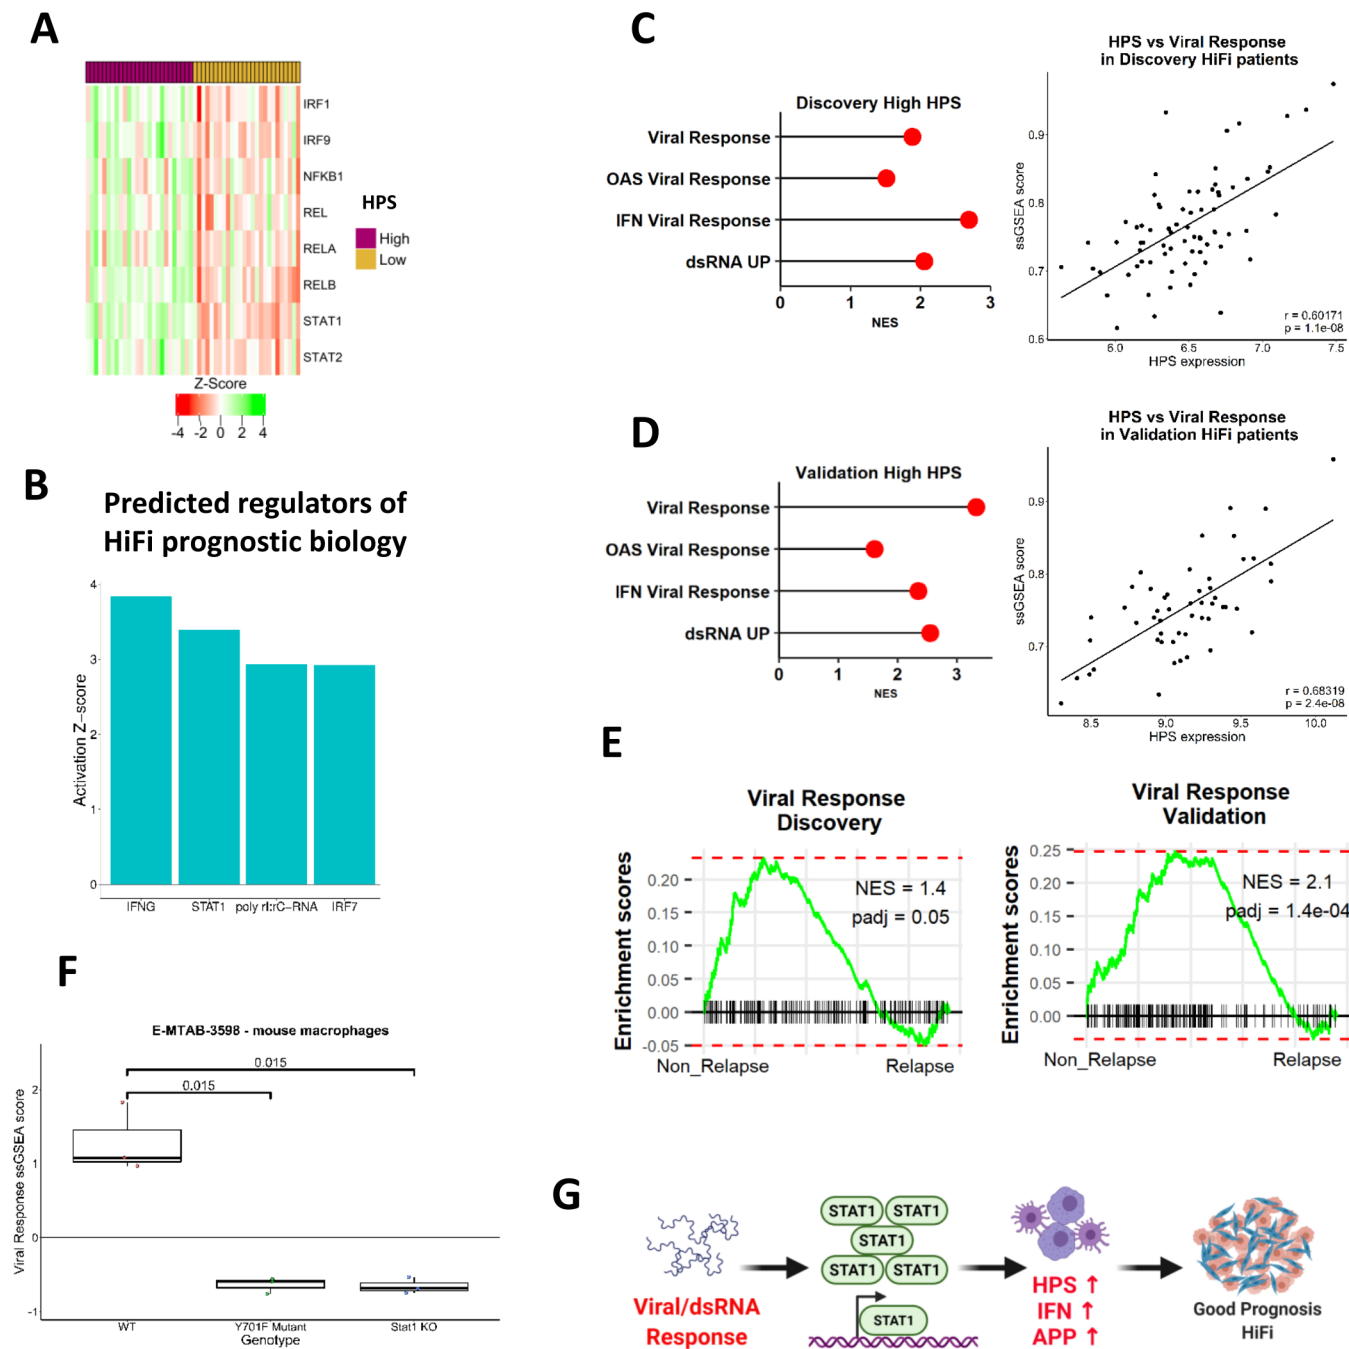 A
IRF1
IRF9
NFKB1
REL
RELA
RELB
STAT1
STAT2
HPS
High
Low
Z-Score
-4 -2 0 2 4
B
Predicted regulators of
HiFi prognostic biology
Activation Z-score
4
3
2
1
0
IFNG STAT1 poly rI:rC-RNA IRF7
C
Discovery High HPS
Viral Response
OAS Viral Response
IFN Viral Response
dsRNA UP
0 1 2 3
NES
HPS vs Viral Response
in Discovery HiFi patients
ssGSEA score
0.9
0.8
0.7
0.6
r = 0.60171
p = 1.1e-08
6.0 6.5 7.0 7.5
HPS expression
D
Validation High HPS
Viral Response
OAS Viral Response
IFN Viral Response
dsRNA UP
0 1 2 3
NES
HPS vs Viral Response
in Validation HiFi patients
ssGSEA score
0.9
0.8
0.7
r = 0.68319
p = 2.4e-08
8.5 9.0 9.5 10.0
HPS expression
E
Viral Response
Discovery
Enrichment scores
0.20
0.15
0.10
0.05
0.00
-0.05
NES = 1.4
padj = 0.05
Non_Relapse Relapse
Viral Response
Validation
Enrichment scores
0.25
0.20
0.15
0.10
0.05
0.00
NES = 2.1
padj = 1.4e-04
Non_Relapse Relapse
F
E-MTAB-3598 - mouse macrophages
Viral Response ssGSEA score
2
1
0
-1
0.015
0.015
WT Y701F Mutant Stat1 KO
Genotype
G
Viral/dsRNA
Response
STAT1 STAT1
STAT1
STAT1 STAT1
STAT1
HPS ↑
IFN ↑
APP ↑
Good Prognosis
HiFi